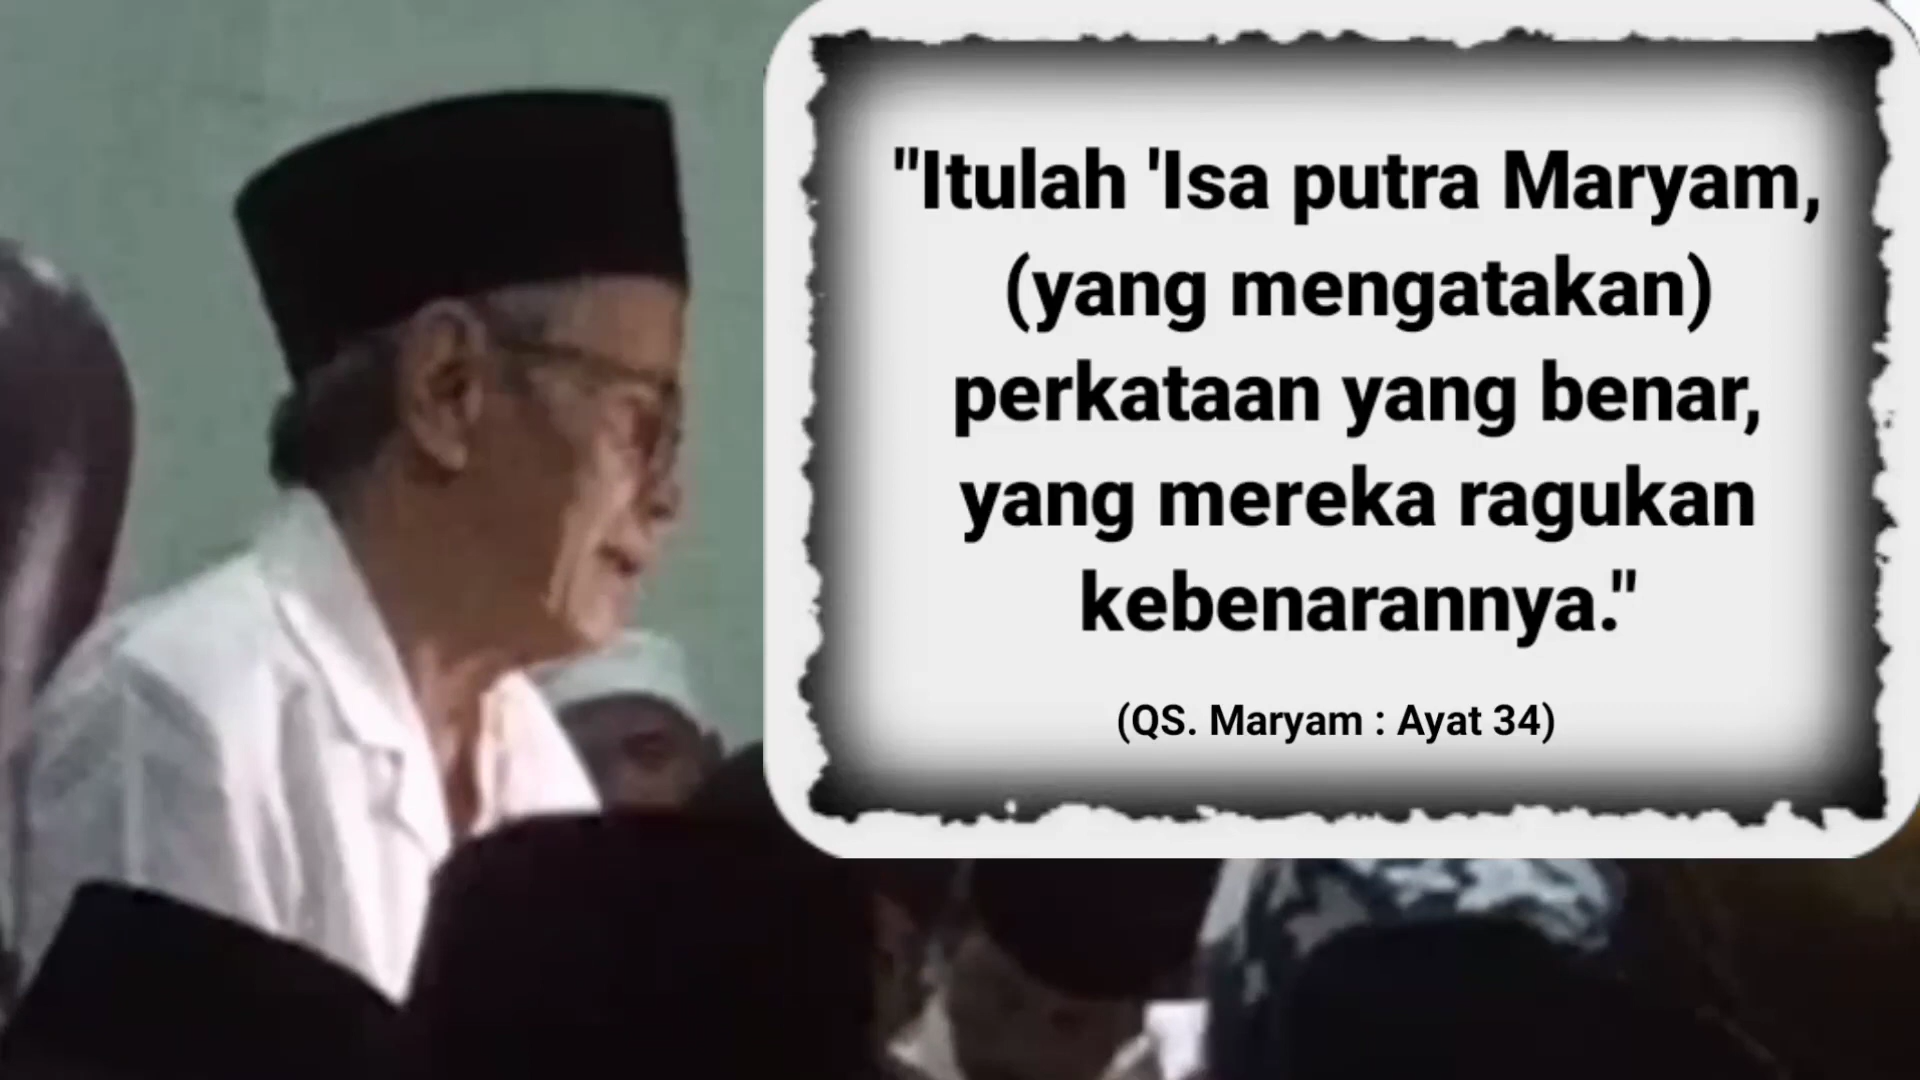 "Itulah 'Isa putra Maryam,
(yang mengatakan)
perkataan yang benar,
yang mereka ragukan
kebenarannya."
(QS. Maryam : Ayat 34)